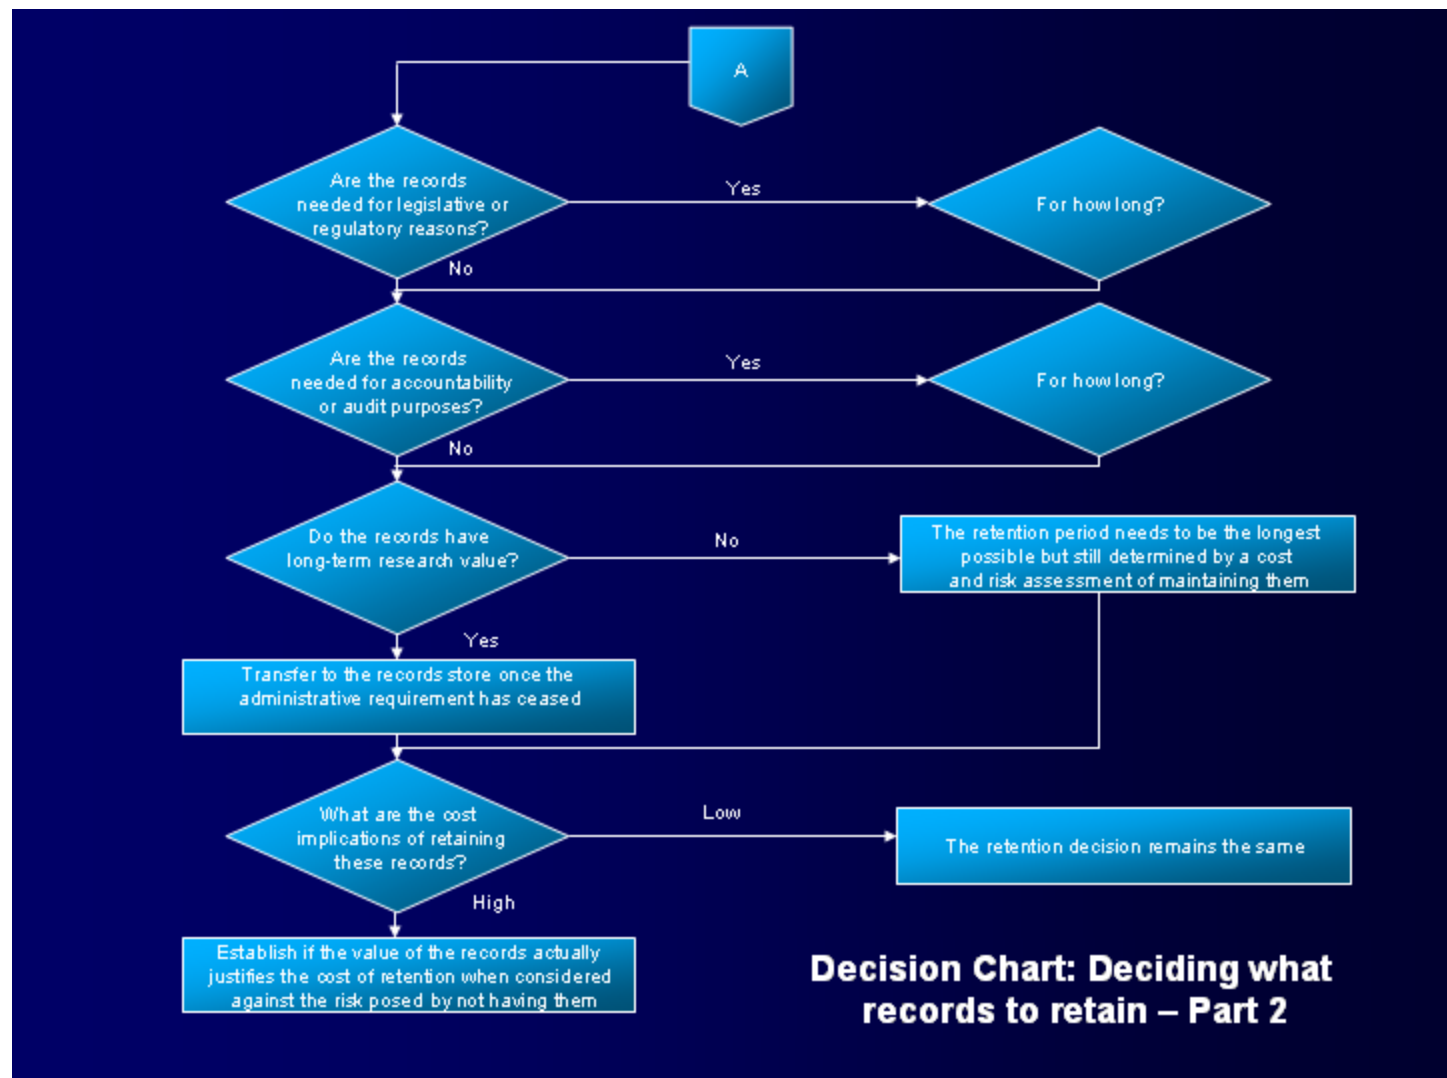 A
Are the records
needed for legislative or
regulatory reasons?
Yes
For how long?
No
Are the records
needed for accountability
or audit purposes?
Yes
For how long?
No
Do the records have
long-term research value?
No
The retention period needs to be the longest
possible but still determined by a cost
and risk assessment of maintaining them
Yes
Transfer to the records store once the
administrative requirement has ceased
What are the cost
implications of retaining
these records?
Low
The retention decision remains the same
High
Establish if the value of the records actually
justifies the cost of retention when considered
against the risk posed by not having them
Decision Chart: Deciding what
records to retain – Part 2